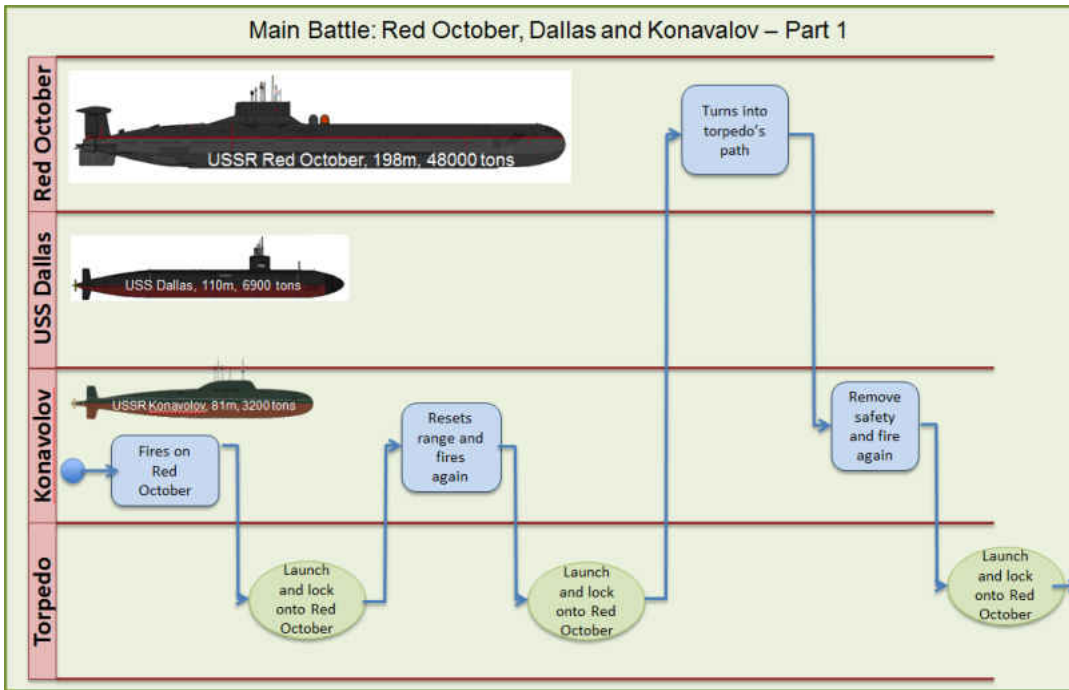 Main Battle: Red October, Dallas and Konavalov – Part 1
Red October
USSR Red October, 198m, 48000 tons
Turns into
torpedo's
path
USS Dallas
USS Dallas, 110m, 6900 tons
Konavolov
USSR Konavolov, 81m, 3200 tons
Fires on
Red
October
Resets
range and
fires
again
Remove
safety
and fire
again
Torpedo
Launch
and lock
onto Red
October
Launch
and lock
onto Red
October
Launch
and lock
onto Red
October